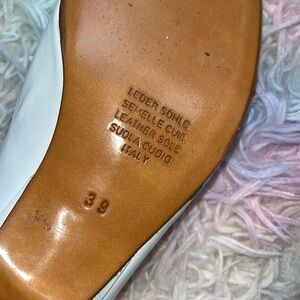 LEDER SOHLE
SEMELLE CUIR
LEATHER SOLE
SUOLA CUOIO
ITALY
39